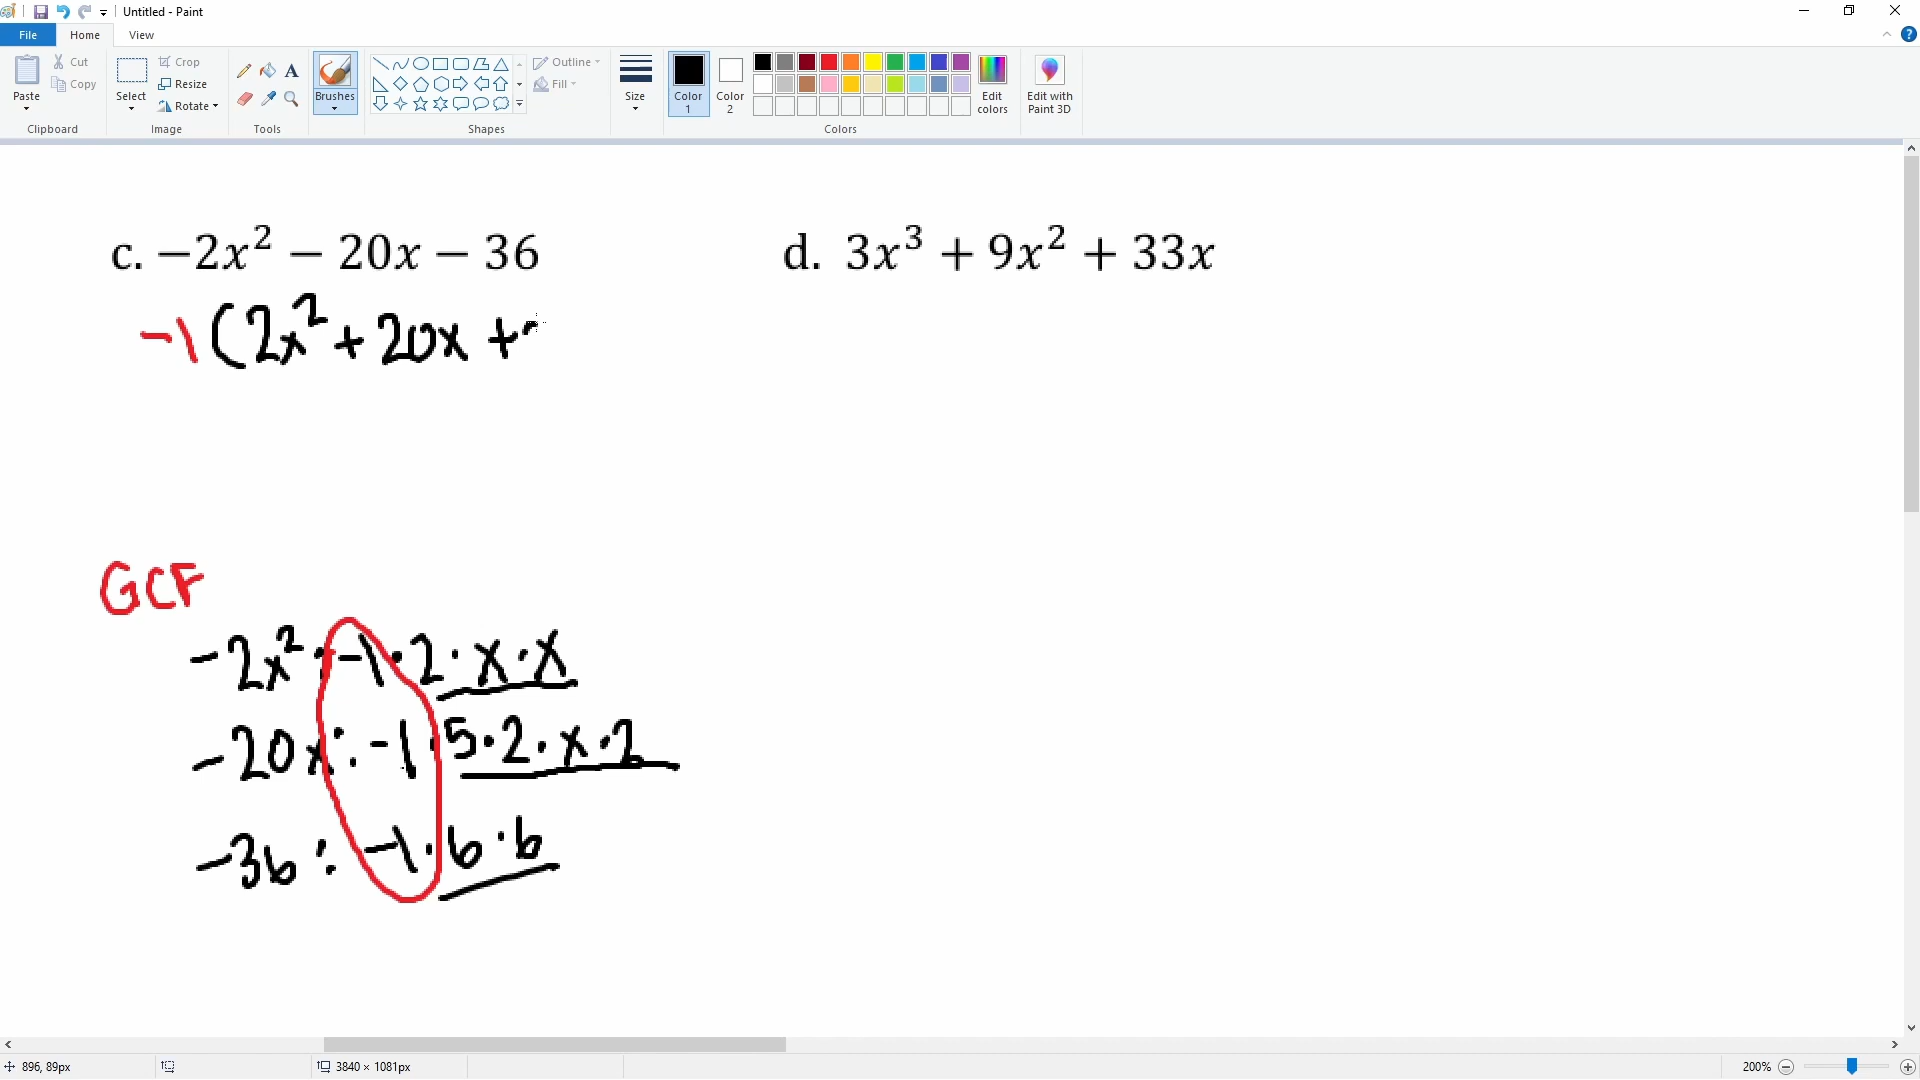 Untitled - Paint
File Home View
Paste
Cut
Copy
Clipboard
Select
Crop
Resize
Rotate
Image
Tools
Brushes
Shapes
Outline
Fill
Size
Color 1
Color 2
Colors
Edit colors
Edit with Paint 3D
c. −2x² − 20x − 36
d. 3x³ + 9x² + 33x
-1 (2x² + 20x +
GCF
-2x² : -1 · 2 · x · x
-20x : -1 · 5 · 2 · x · 2
-36 : -1 · 6 · 6
896, 89px
3840 × 1081px
200%